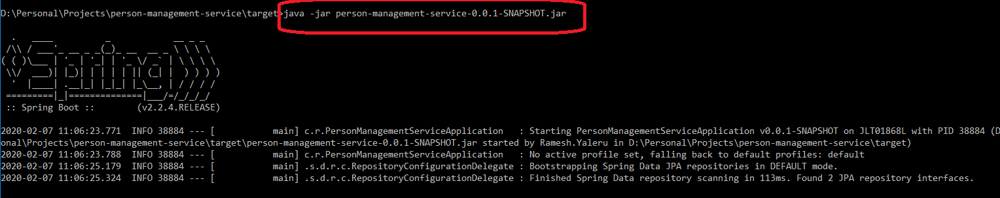 D:\Personal\Projects\person-management-service\target>java -jar person-management-service-0.0.1-SNAPSHOT.jar
  .   ____          _            __ _ _
 /\\ / ___'_ __ _ _(_)_ __  __ _ \ \ \ \
( ( )\___ | '_ | '_| | '_ \/ _` | \ \ \ \
 \\/  ___)| |_)| | | | | || (_| |  ) ) ) )
  '  |____| .__|_| |_|_| |_\__, | / / / /
 =========|_|==============|___/=/_/_/_/
 :: Spring Boot ::        (v2.2.4.RELEASE)
2020-02-07 11:06:23.771  INFO 38884 --- [           main] c.r.PersonManagementServiceApplication   : Starting PersonManagementServiceApplication v0.0.1-SNAPSHOT on JLT01868L with PID 38884 (D
onal\Projects\person-management-service\target\person-management-service-0.0.1-SNAPSHOT.jar started by Ramesh.Yaleru in D:\Personal\Projects\person-management-service\target)
2020-02-07 11:06:23.788  INFO 38884 --- [           main] c.r.PersonManagementServiceApplication   : No active profile set, falling back to default profiles: default
2020-02-07 11:06:25.179  INFO 38884 --- [           main] .s.d.r.c.RepositoryConfigurationDelegate : Bootstrapping Spring Data JPA repositories in DEFAULT mode.
2020-02-07 11:06:25.324  INFO 38884 --- [           main] .s.d.r.c.RepositoryConfigurationDelegate : Finished Spring Data repository scanning in 113ms. Found 2 JPA repository interfaces.